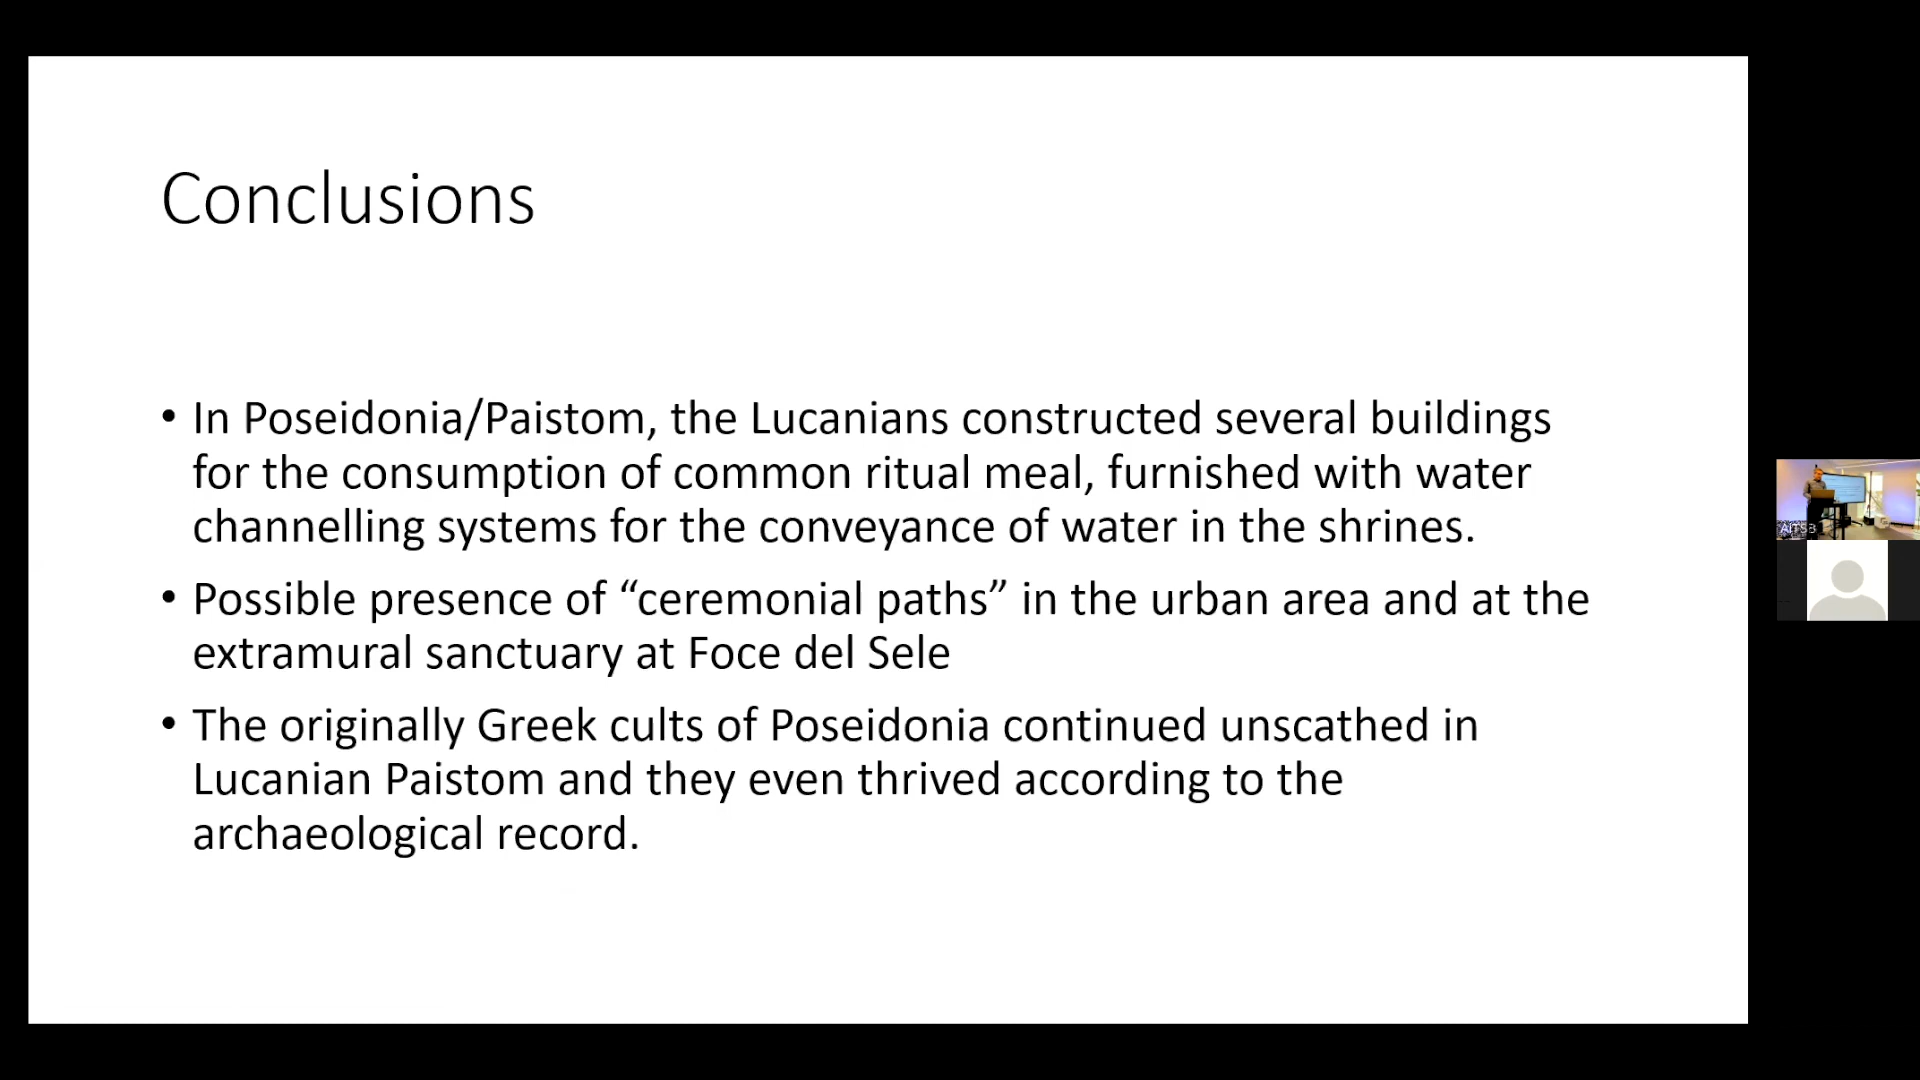 Conclusions
• In Poseidonia/Paistom, the Lucanians constructed several buildings
for the consumption of common ritual meal, furnished with water
channelling systems for the conveyance of water in the shrines.
• Possible presence of “ceremonial paths” in the urban area and at the
extramural sanctuary at Foce del Sele
• The originally Greek cults of Poseidonia continued unscathed in
Lucanian Paistom and they even thrived according to the
archaeological record.